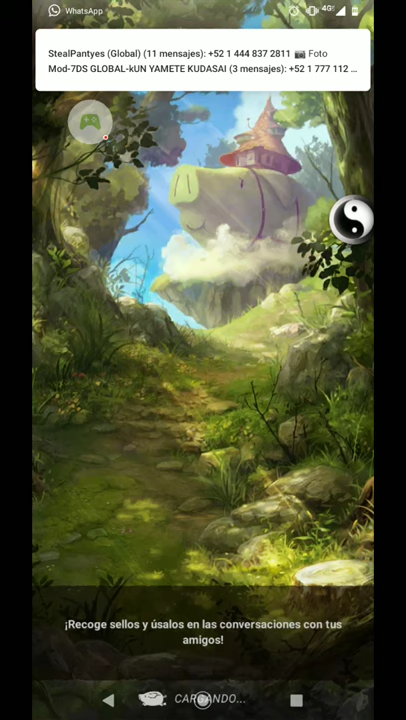 WhatsApp
4G
StealPantyes (Global) (11 mensajes): +52 1 444 837 2811 📷 Foto
Mod-7DS GLOBAL-kUN YAMETE KUDASAI (3 mensajes): +52 1 777 112 ...
¡Recoge sellos y úsalos en las conversaciones con tus
amigos!
CARGANDO...